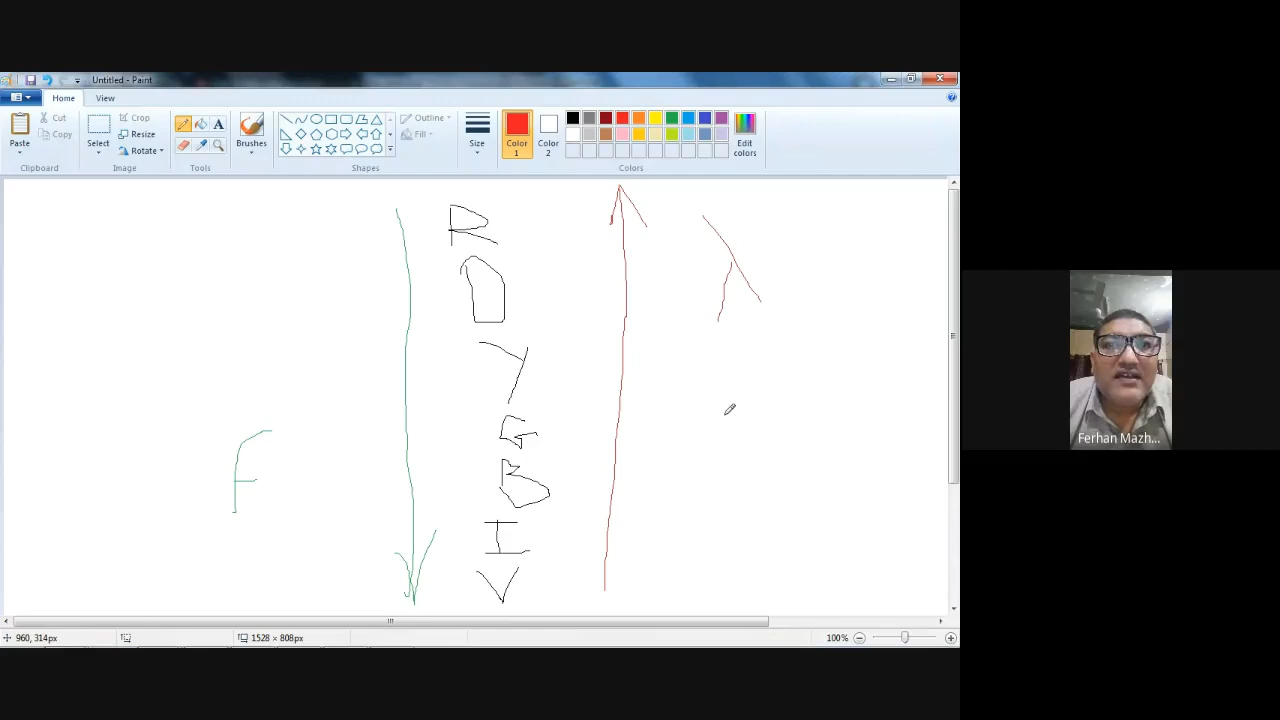 Untitled - Paint
Home
View
Paste
Cut
Copy
Clipboard
Select
Crop
Resize
Rotate
Image
A
Tools
Brushes
Outline
Fill
Shapes
Size
Color 1
Color 2
Edit colors
Colors
R
O
Y
G
B
I
V
f
λ
960, 314px
1528 × 808px
100%
Ferhan Mazh...